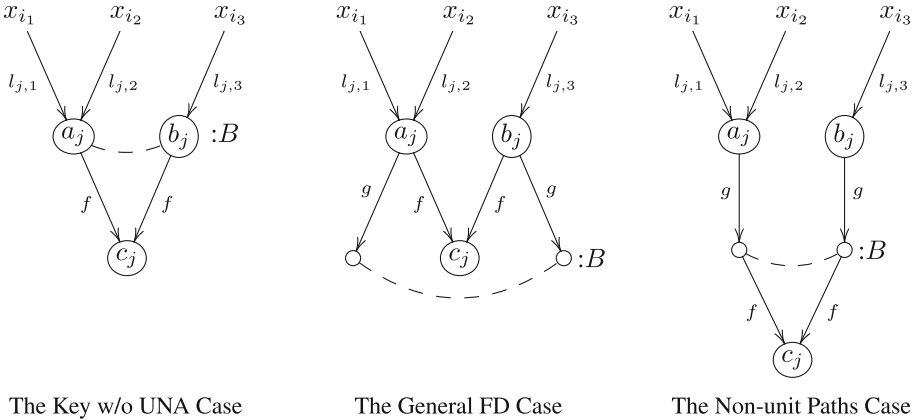 x_{i_1} x_{i_2} x_{i_3} x_{i_1} x_{i_2} x_{i_3} x_{i_1} x_{i_2} x_{i_3}
l_{j,1} l_{j,2} l_{j,3} l_{j,1} l_{j,2} l_{j,3} l_{j,1} l_{j,2} l_{j,3}
a_j b_j :B a_j b_j a_j b_j
f f g f f g g g
c_j c_j :B :B
f f
c_j
The Key w/o UNA Case The General FD Case The Non-unit Paths Case